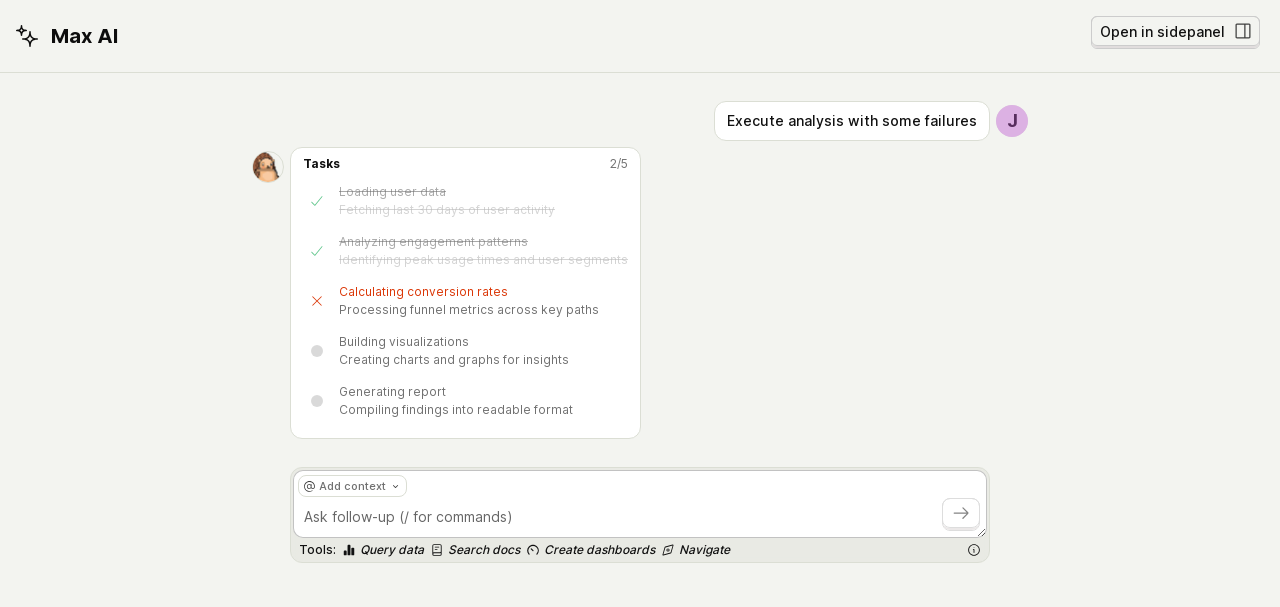 Max AI
Open in sidepanel
Execute analysis with some failures
J
Tasks 2/5
Loading user data
Fetching last 30 days of user activity
Analyzing engagement patterns
Identifying peak usage times and user segments
Calculating conversion rates
Processing funnel metrics across key paths
Building visualizations
Creating charts and graphs for insights
Generating report
Compiling findings into readable format
@ Add context
Ask follow-up (/ for commands)
Tools: Query data Search docs Create dashboards Navigate